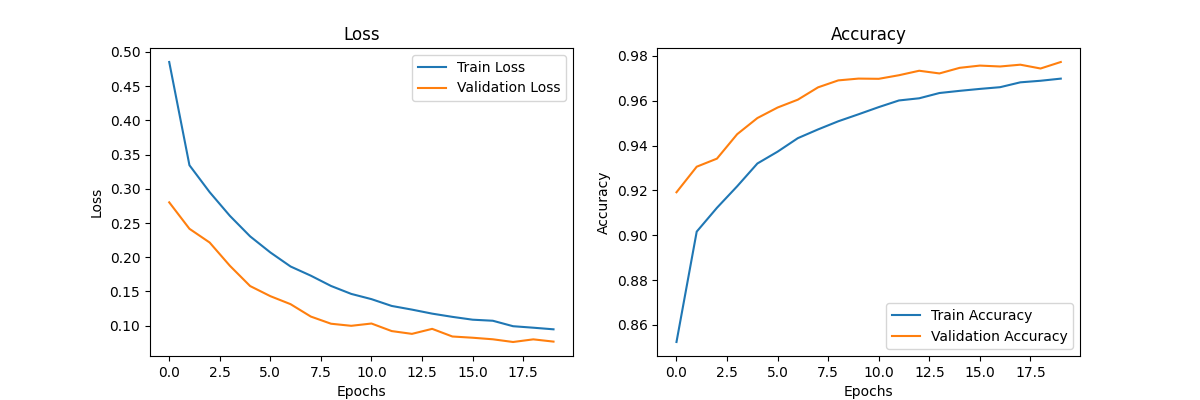 Loss
0.50
0.45
0.40
0.35
0.30
0.25
0.20
0.15
0.10
Loss
Train Loss
Validation Loss
0.0 2.5 5.0 7.5 10.0 12.5 15.0 17.5
Epochs
Accuracy
0.98
0.96
0.94
0.92
0.90
0.88
0.86
Accuracy
Train Accuracy
Validation Accuracy
0.0 2.5 5.0 7.5 10.0 12.5 15.0 17.5
Epochs